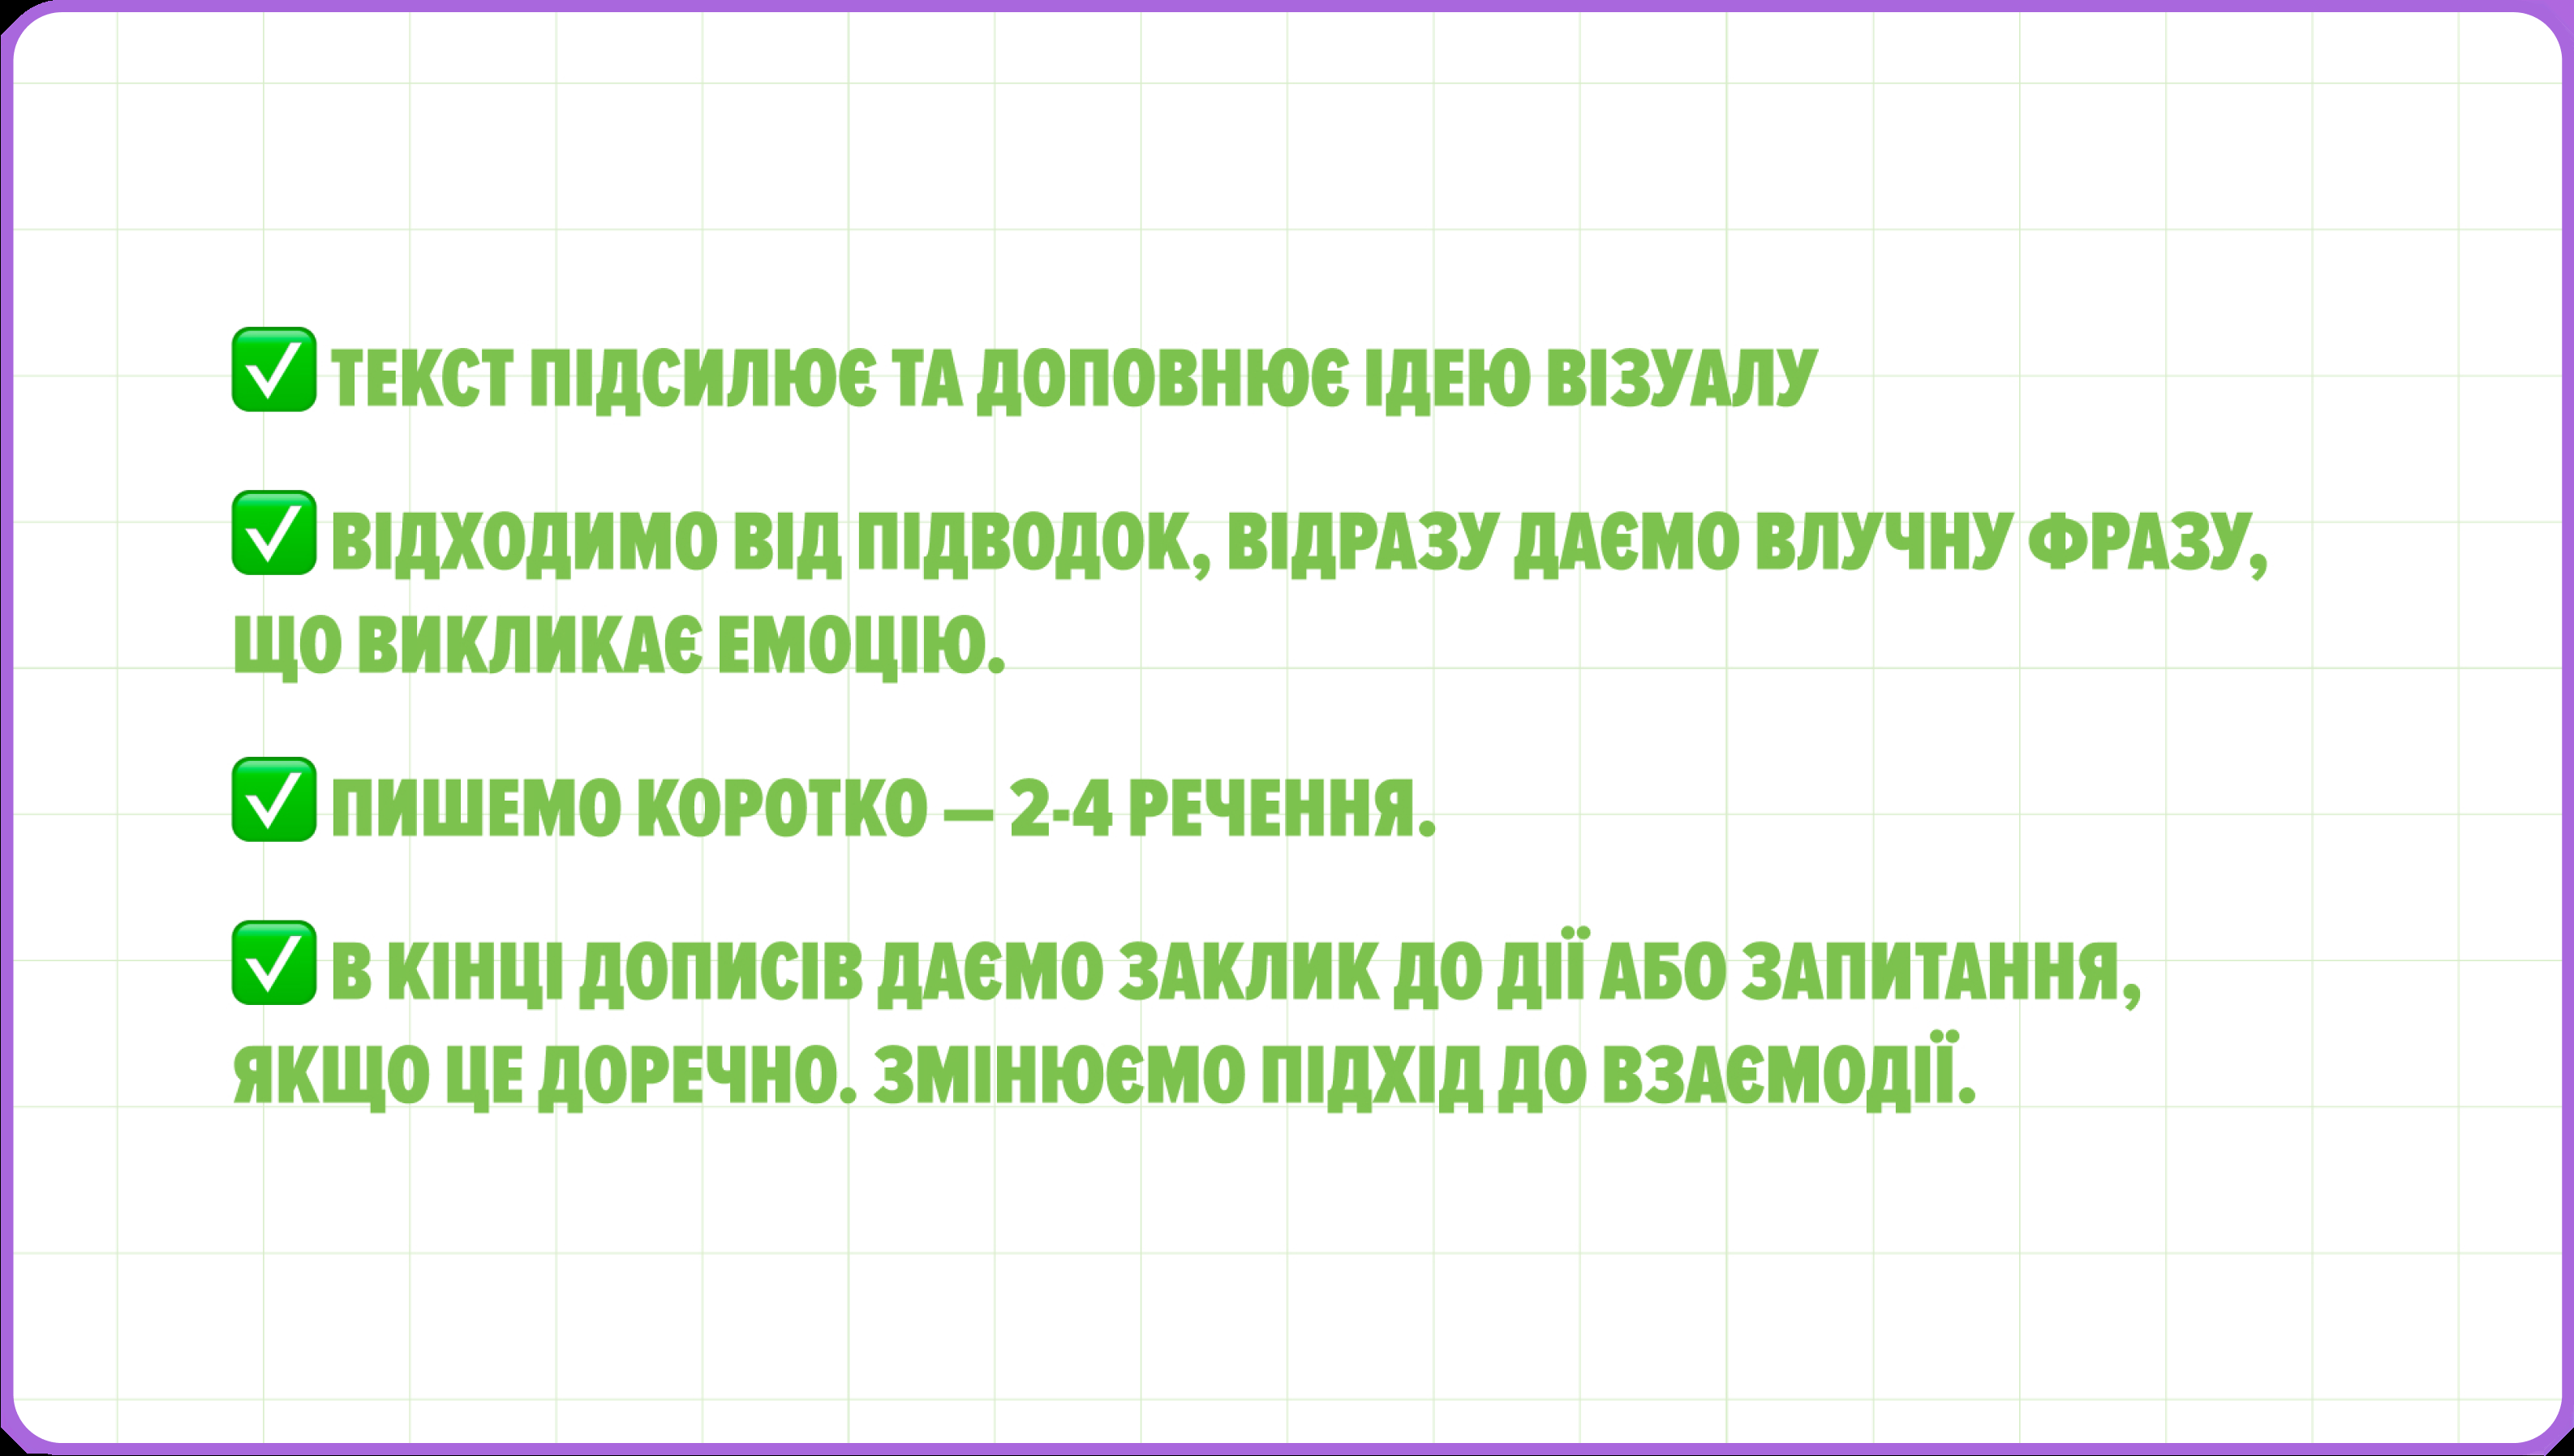 ✅ ТЕКСТ ПІДСИЛЮЄ ТА ДОПОВНЮЄ ІДЕЮ ВІЗУАЛУ
✅ ВІДХОДИМО ВІД ПІДВОДОК, ВІДРАЗУ ДАЄМО ВЛУЧНУ ФРАЗУ,
ЩО ВИКЛИКАЄ ЕМОЦІЮ.
✅ ПИШЕМО КОРОТКО — 2-4 РЕЧЕННЯ.
✅ В КІНЦІ ДОПИСІВ ДАЄМО ЗАКЛИК ДО ДІЇ АБО ЗАПИТАННЯ,
ЯКЩО ЦЕ ДОРЕЧНО. ЗМІНЮЄМО ПІДХІД ДО ВЗАЄМОДІЇ.